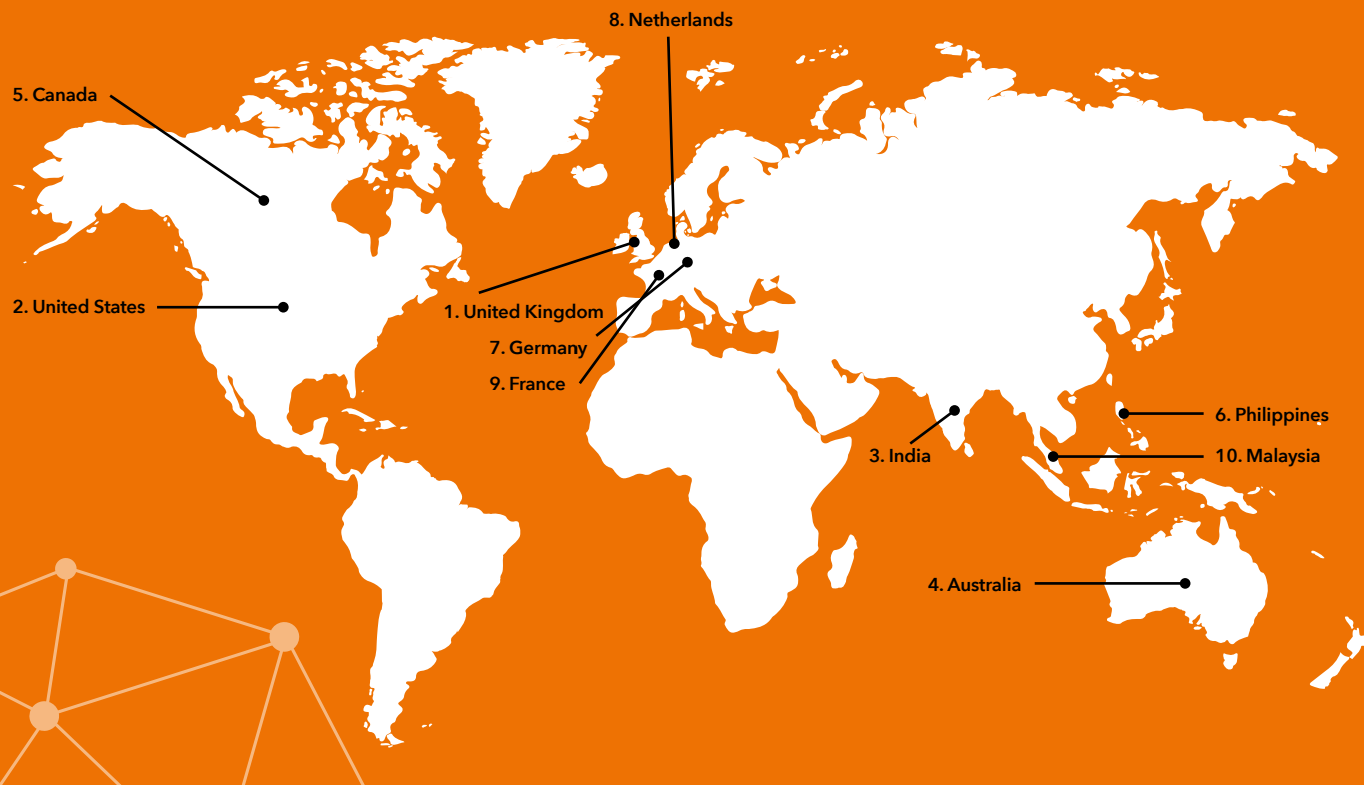 8. Netherlands
5. Canada
2. United States
1. United Kingdom
7. Germany
9. France
3. India
6. Philippines
10. Malaysia
4. Australia